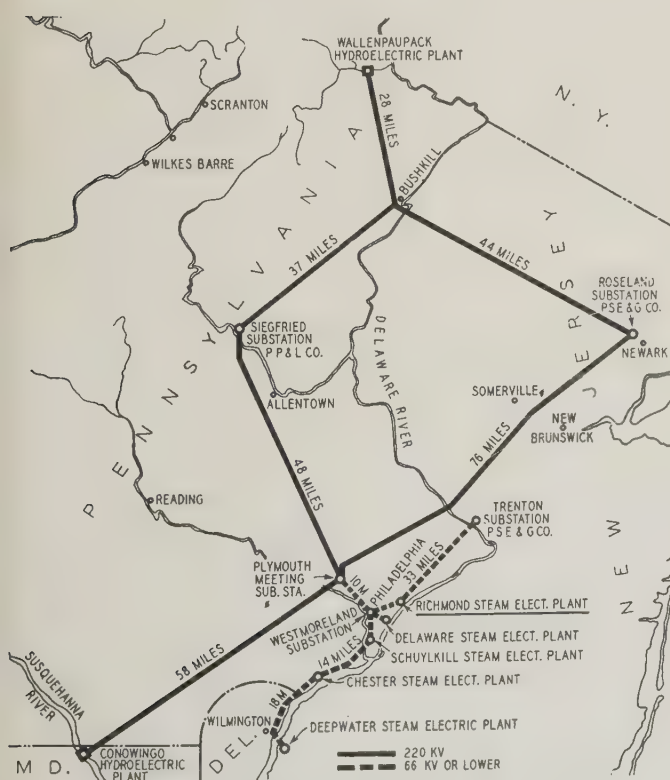 WALLENPAUPACK
HYDROELECTRIC PLANT
N. Y.
SCRANTON
28 MILES
WILKES BARRE
BUSHKILL
PENNSYLVANIA
37 MILES
44 MILES
NEW JERSEY
ROSELAND
SUBSTATION
PSE&G CO.
SIEGFRIED
SUBSTATION
P P & L CO.
NEWARK
DELAWARE RIVER
ALLENTOWN
SOMERVILLE
NEW
BRUNSWICK
48 MILES
76 MILES
READING
TRENTON
SUBSTATION
P S E & G CO.
PLYMOUTH
MEETING
SUB. STA.
10 M
PHILADELPHIA
33 MILES
RICHMOND STEAM ELECT. PLANT
WESTMORELAND
SUBSTATION
DELAWARE STEAM ELECT. PLANT
SCHUYLKILL STEAM ELECT. PLANT
58 MILES
14 MILES
CHESTER STEAM ELECT. PLANT
SUSQUEHANNA
RIVER
18 M
WILMINGTON
DEEPWATER STEAM ELECTRIC PLANT
DEL.
M D.
CONOWINGO
HYDROELECTRIC
PLANT
220 KV
66 KV OR LOWER